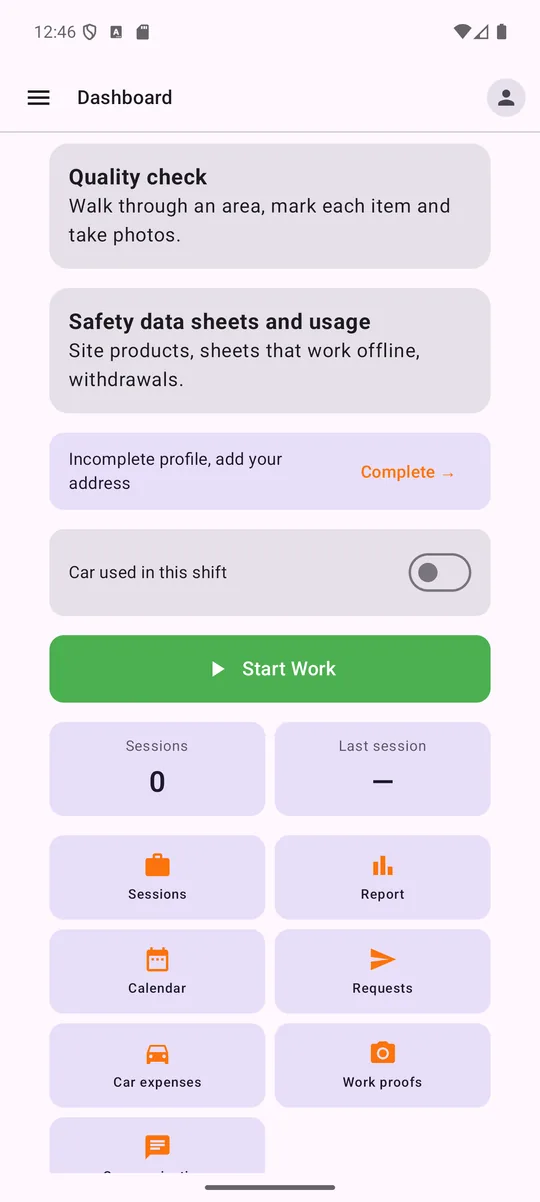 12:46
Dashboard
Quality check
Walk through an area, mark each item and
take photos.
Safety data sheets and usage
Site products, sheets that work offline,
withdrawals.
Incomplete profile, add your
address
Complete →
Car used in this shift
Start Work
Sessions
0
Last session
—
Sessions
Report
Calendar
Requests
Car expenses
Work proofs